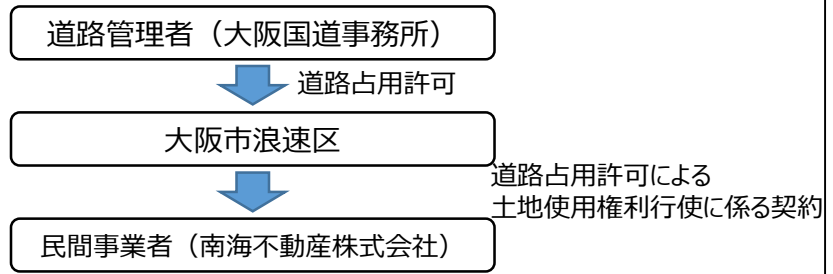 道路管理者（大阪国道事務所）
道路占用許可
大阪市浪速区
道路占用許可による
土地使用権利行使に係る契約
民間事業者（南海不動産株式会社）